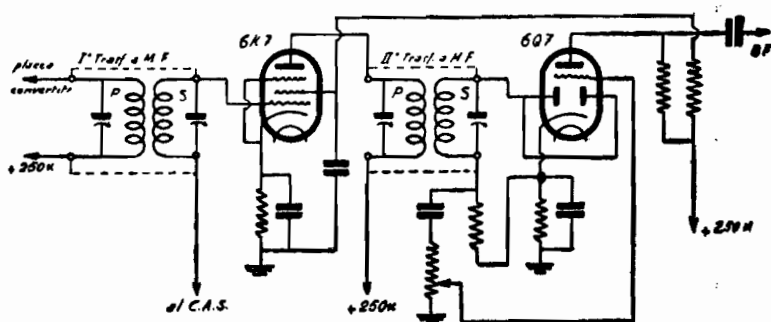 6K7
6Q7
I° Trasf. a M.F.
II° Trasf. a M.F.
BF
placca
convertitr.
P
S
P
S
+250v
+250v
al C.A.S.
+250v